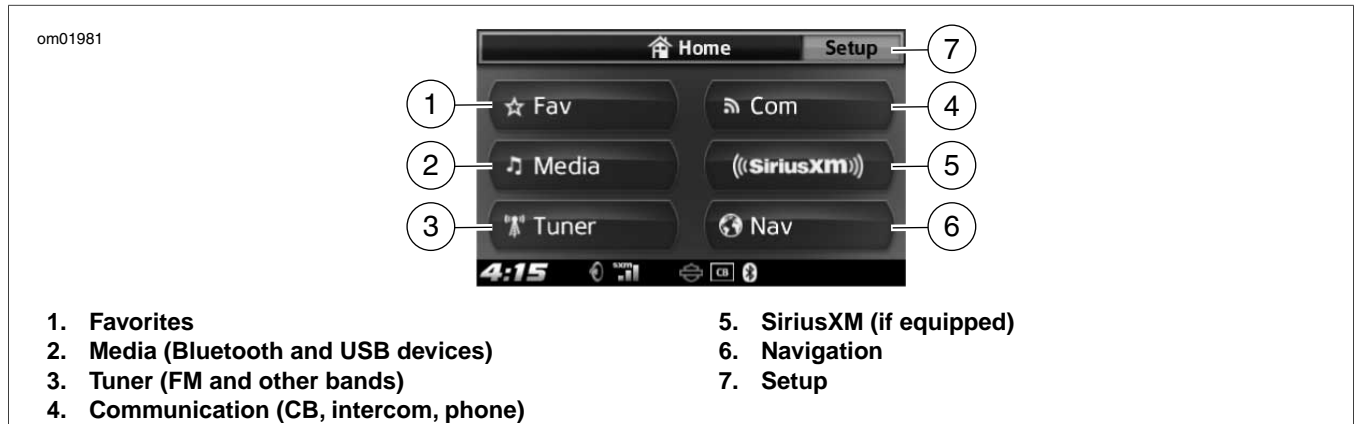 om01981
Home
Setup
7
1
Fav
Com
4
2
Media
((SiriusXM))
5
3
Tuner
Nav
6
4:15
sxm
CB
1. Favorites
2. Media (Bluetooth and USB devices)
3. Tuner (FM and other bands)
4. Communication (CB, intercom, phone)
5. SiriusXM (if equipped)
6. Navigation
7. Setup